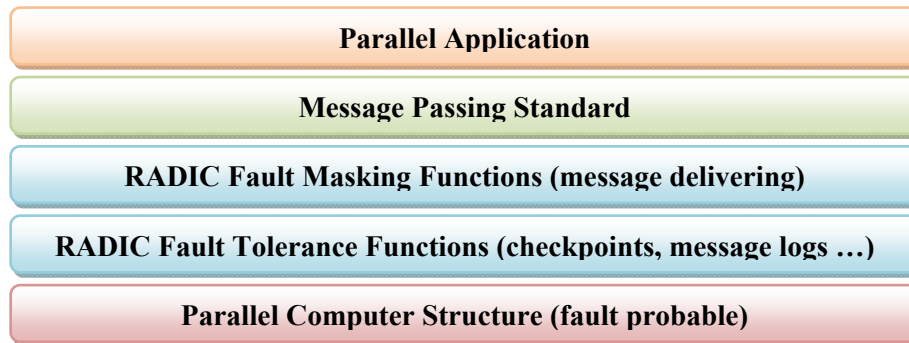 Parallel Application
Message Passing Standard
RADIC Fault Masking Functions (message delivering)
RADIC Fault Tolerance Functions (checkpoints, message logs …)
Parallel Computer Structure (fault probable)